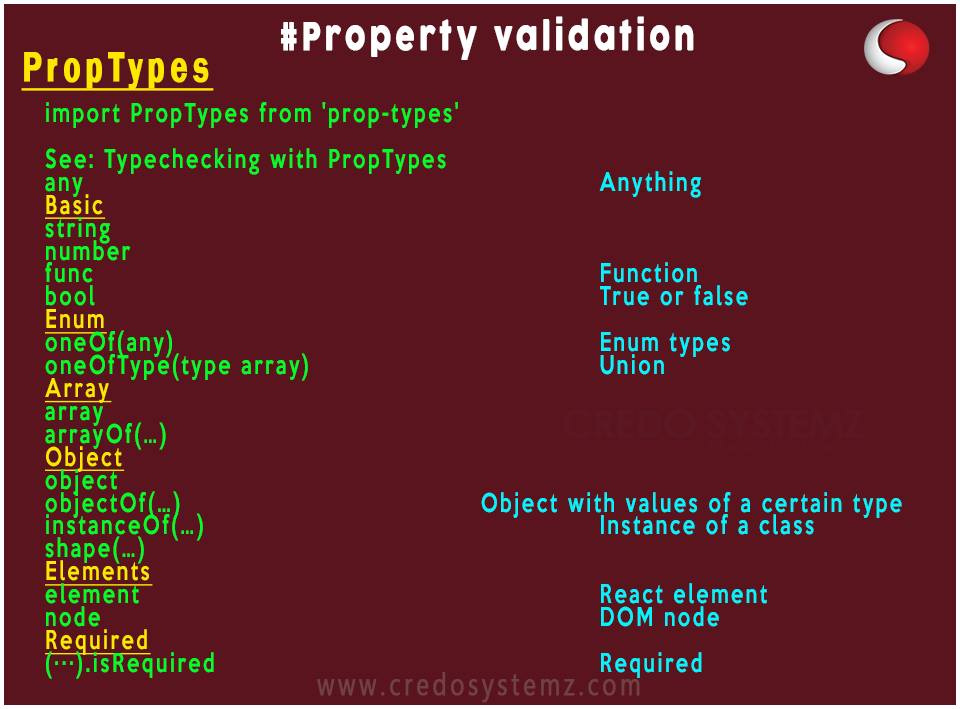 #Property validation
PropTypes
import PropTypes from 'prop-types'
See: Typechecking with PropTypes
any Anything
Basic
string
number
func Function
bool True or false
Enum
oneOf(any) Enum types
oneOfType(type array) Union
Array
array
arrayOf(...)
CREDO SYSTEMZ
Object
object
objectOf(...) Object with values of a certain type
instanceOf(...) Instance of a class
shape(...)
Elements
element React element
node DOM node
Required
(···).isRequired Required
www.credosystemz.com